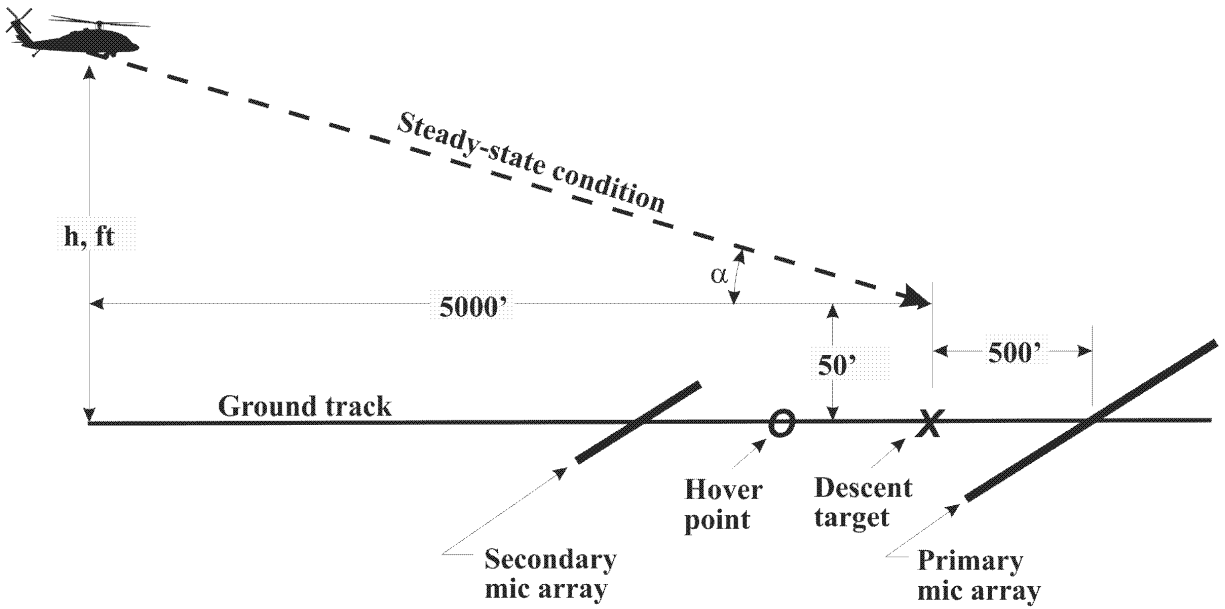 Steady-state condition
h, ft
α
5000’
50’
500’
Ground track
Hover
point
Descent
target
Secondary
mic array
Primary
mic array